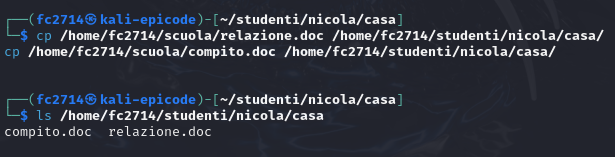 ┌──(fc2714㉿kali-epicode)-[~/studenti/nicola/casa]
└─$ cp /home/fc2714/scuola/relazione.doc /home/fc2714/studenti/nicola/casa/
cp /home/fc2714/scuola/compito.doc /home/fc2714/studenti/nicola/casa/
┌──(fc2714㉿kali-epicode)-[~/studenti/nicola/casa]
└─$ ls /home/fc2714/studenti/nicola/casa
compito.doc  relazione.doc